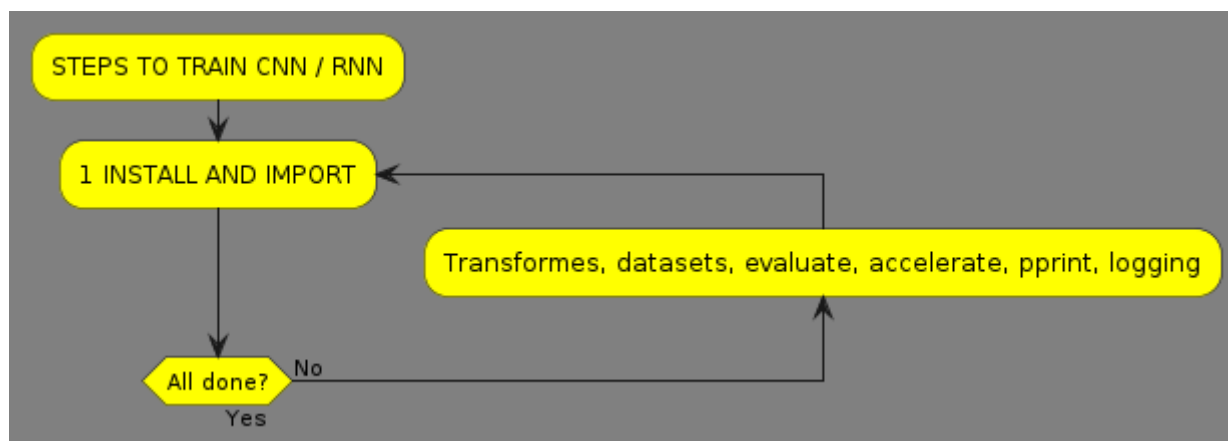 STEPS TO TRAIN CNN / RNN
1 INSTALL AND IMPORT
Transformes, datasets, evaluate, accelerate, pprint, logging
All done?
No
Yes